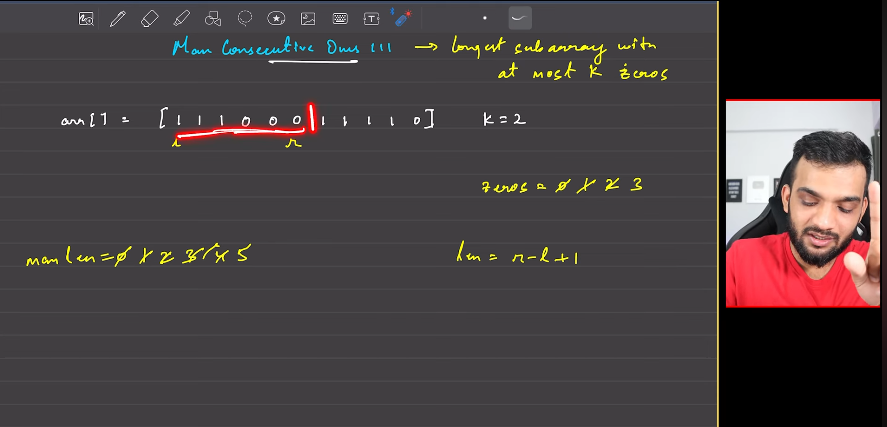 Max Consecutive Ones III → Longest subarray with
at most K zeros
arr[] = [1 1 1 0 0 0 1 1 1 1 0] K = 2
l r
zeros = 0 1 2 3
maxlen = 0 1 2 3 4 5
len = r - l + 1